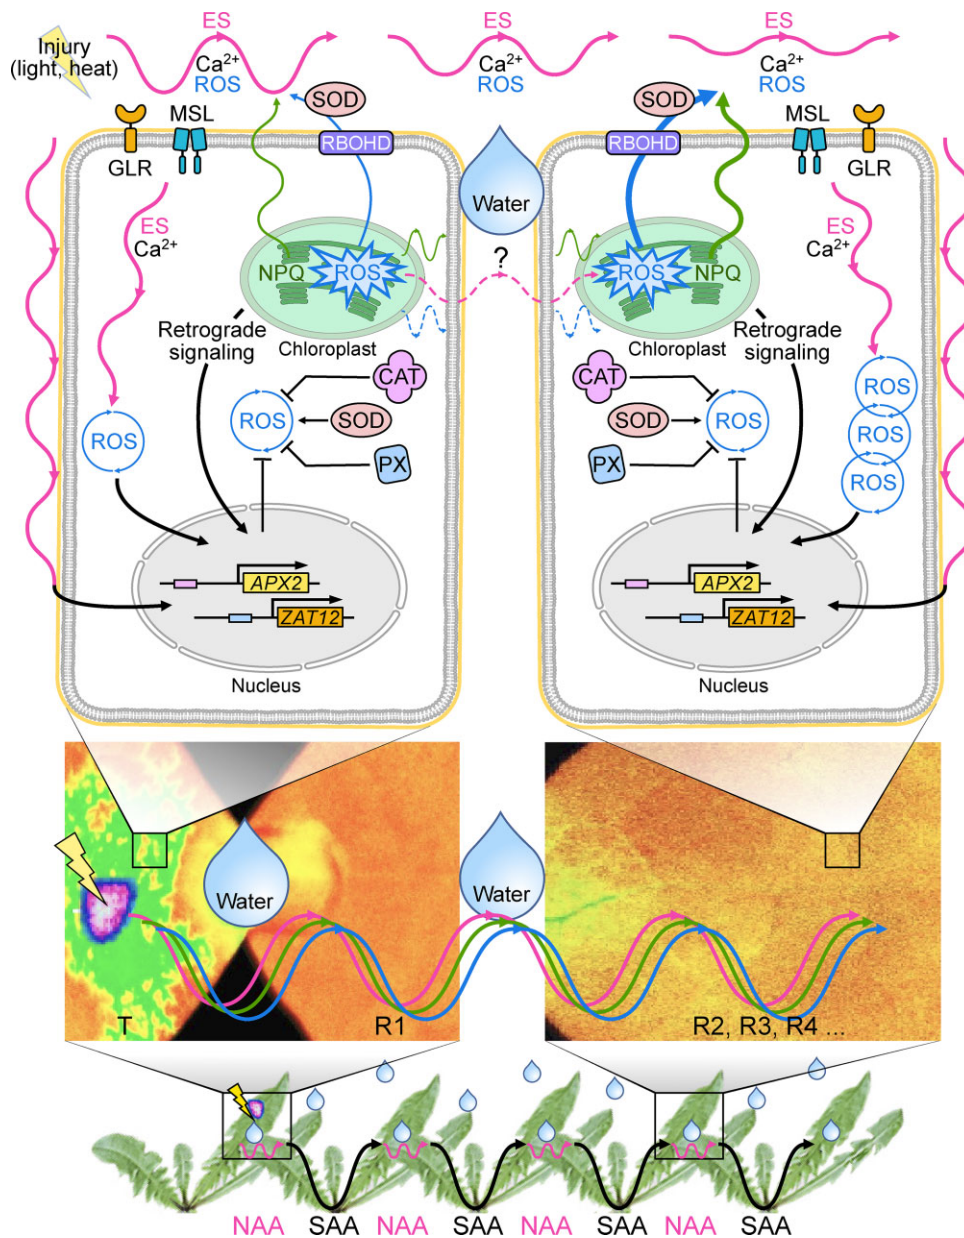 ES
ES
ES
Injury
(light, heat)
Ca²⁺
ROS
Ca²⁺
ROS
Ca²⁺
ROS
SOD
SOD
MSL
MSL
GLR
GLR
RBOHD
RBOHD
Water
ES
Ca²⁺
ES
Ca²⁺
NPQ
ROS
?
ROS
NPQ
Retrograde
signaling
Chloroplast
Chloroplast
Retrograde
signaling
CAT
CAT
ROS
ROS
SOD
SOD
ROS
ROS
PX
PX
ROS
ROS
ROS
APX2
APX2
ZAT12
ZAT12
Nucleus
Nucleus
Water
Water
T
R1
R2, R3, R4 ...
NAA SAA NAA SAA NAA SAA NAA SAA